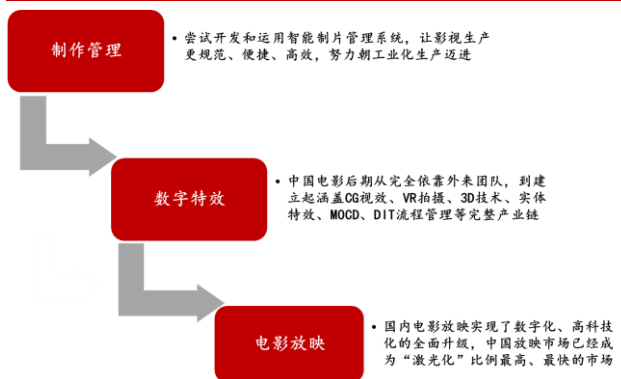 制作管理
• 尝试开发和运用智能制片管理系统，让影视生产
更规范、便捷、高效，努力朝工业化生产迈进
数字特效
• 中国电影后期从完全依靠外来团队，到建
立起涵盖CG视效、VR拍摄、3D技术、实体
特效、MOCD、DIT流程管理等完整产业链
电影放映
• 国内电影放映实现了数字化、高科技
化的全面升级，中国放映市场已经成
为“激光化”比例最高、最快的市场